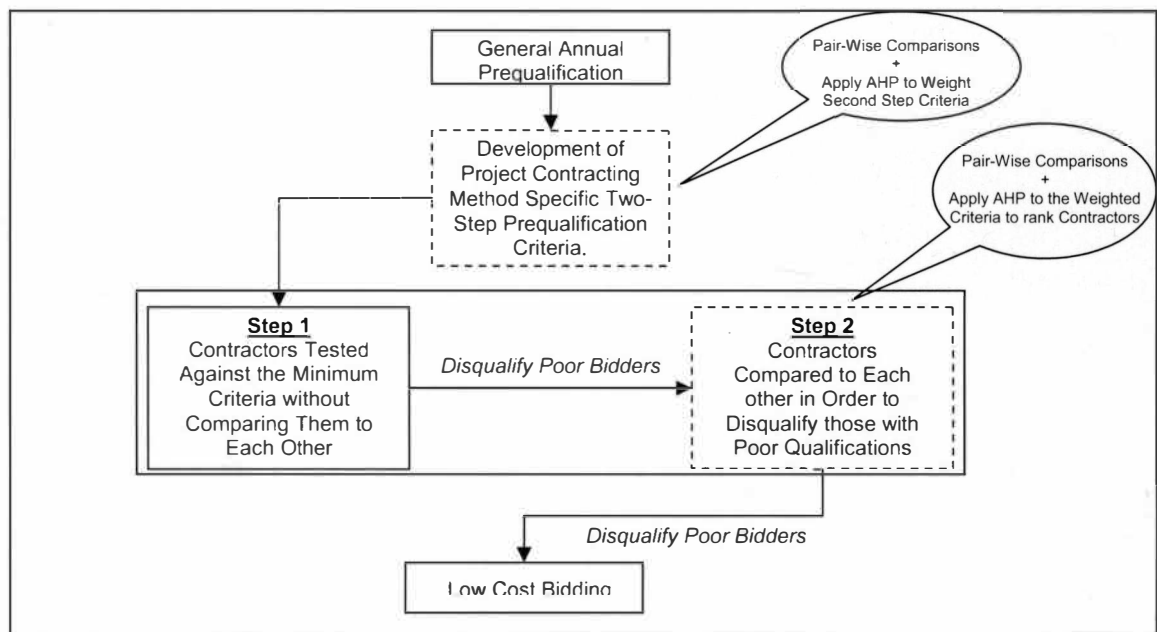 General Annual
Prequalification
Pair-Wise Comparisons
+
Apply AHP to Weight
Second Step Criteria
Development of
Project Contracting
Method Specific Two-
Step Prequalification
Criteria.
Pair-Wise Comparisons
+
Apply AHP to the Weighted
Criteria to rank Contractors
Step 1
Contractors Tested
Against the Minimum
Criteria without
Comparing Them to
Each Other
Disqualify Poor Bidders
Step 2
Contractors
Compared to Each
other in Order to
Disqualify those with
Poor Qualifications
Disqualify Poor Bidders
Low Cost Bidding